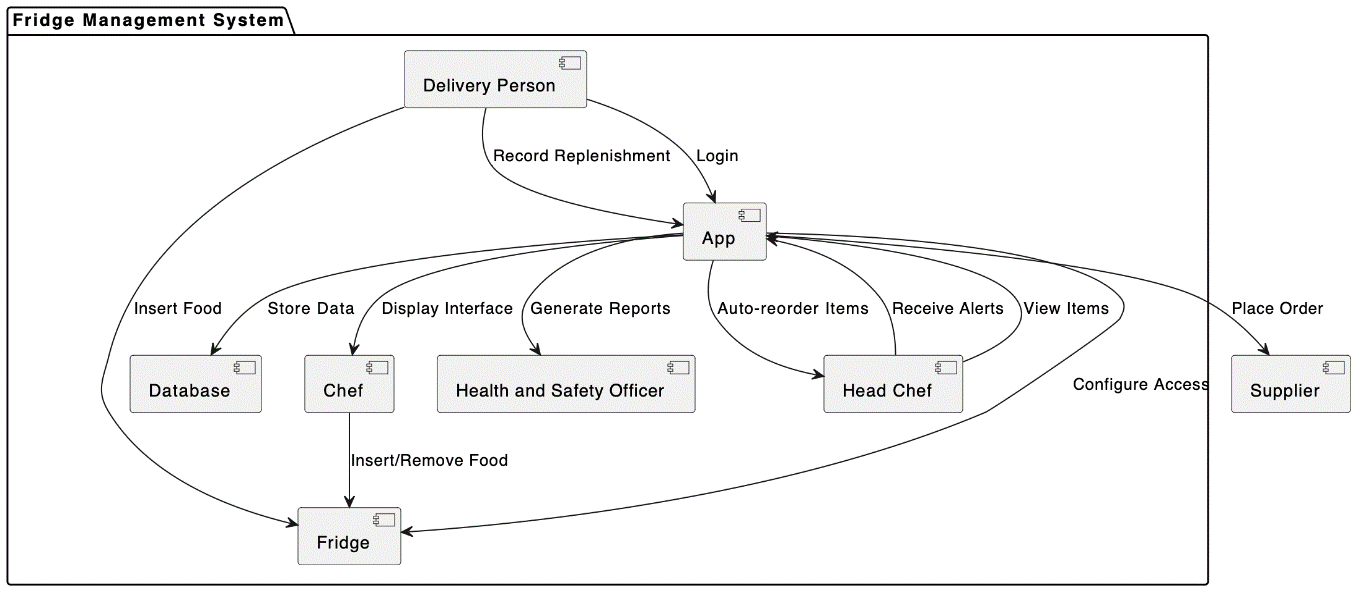 Fridge Management System
Delivery Person
Record Replenishment
Login
App
Insert Food
Store Data
Display Interface
Generate Reports
Auto-reorder Items
Receive Alerts
View Items
Place Order
Configure Access
Database
Chef
Health and Safety Officer
Head Chef
Supplier
Insert/Remove Food
Fridge